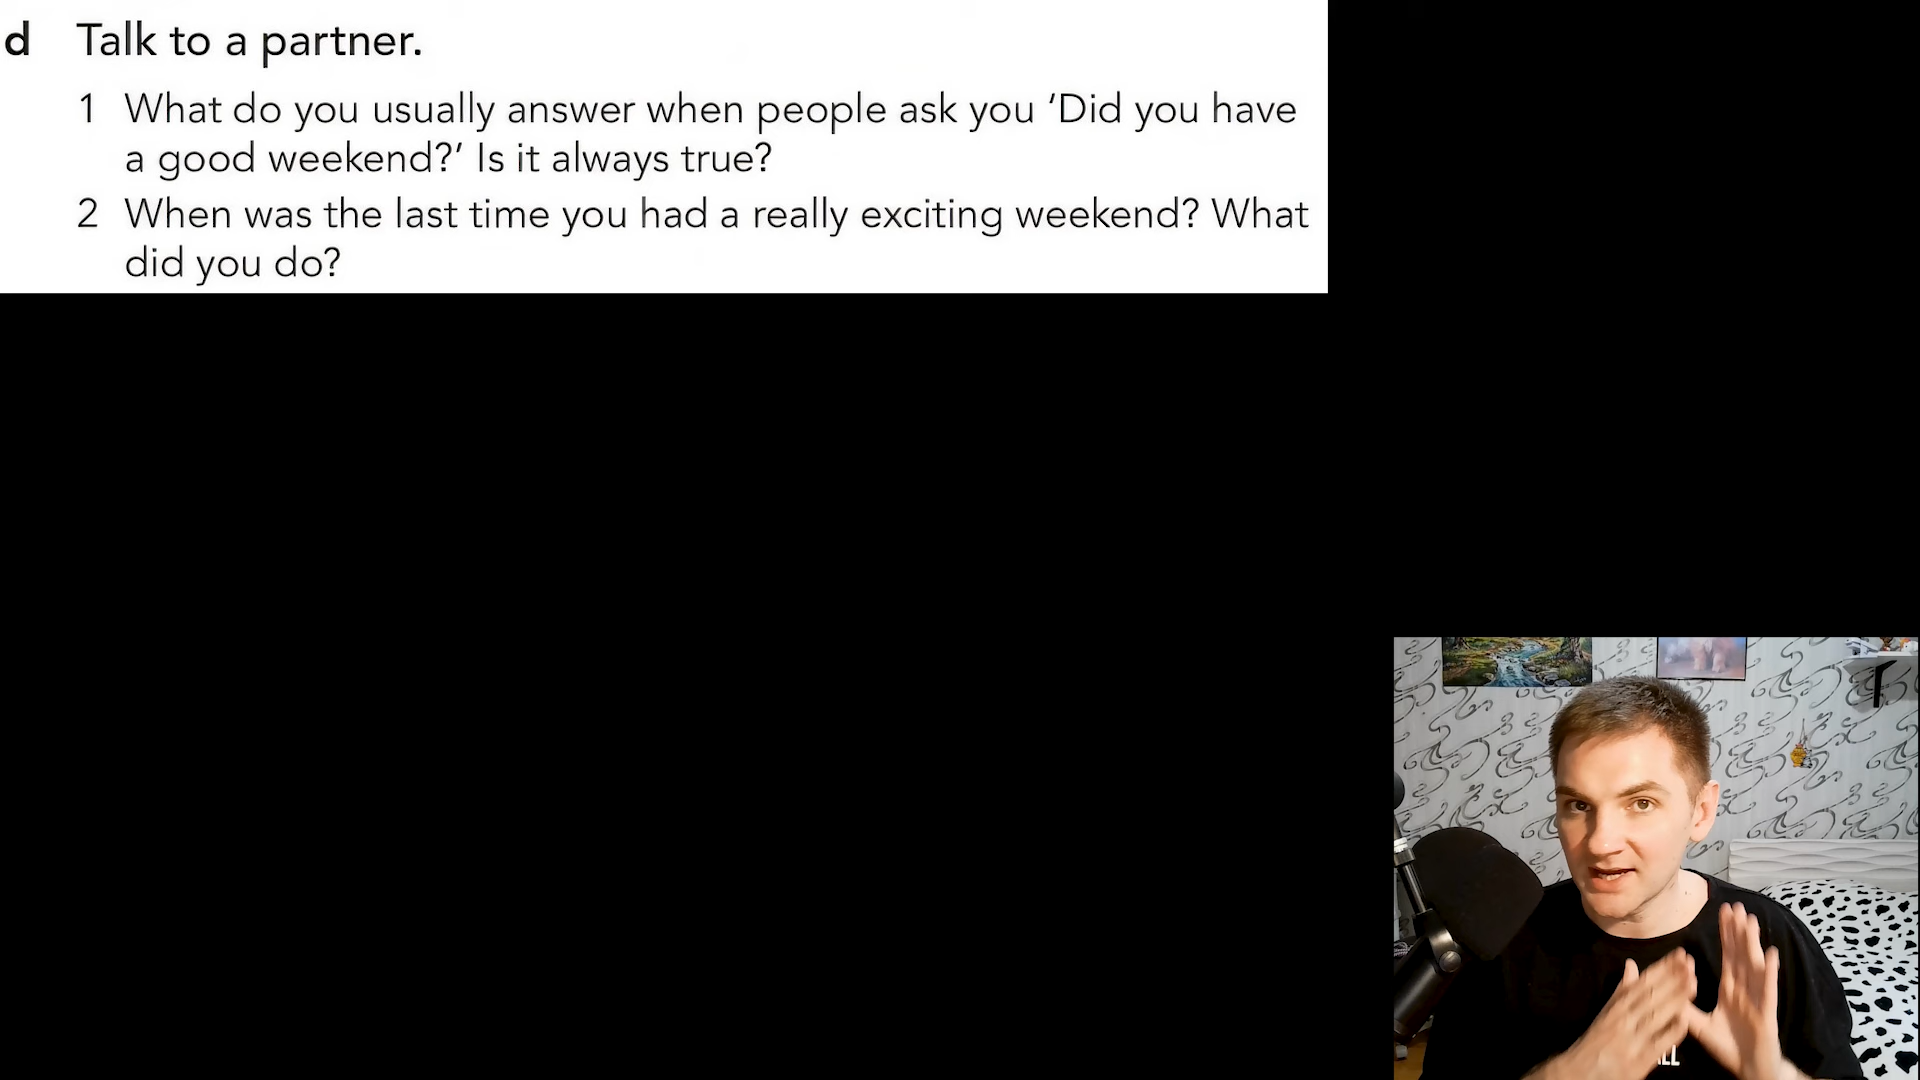 d Talk to a partner.
1 What do you usually answer when people ask you ‘Did you have
a good weekend?’ Is it always true?
2 When was the last time you had a really exciting weekend? What
did you do?